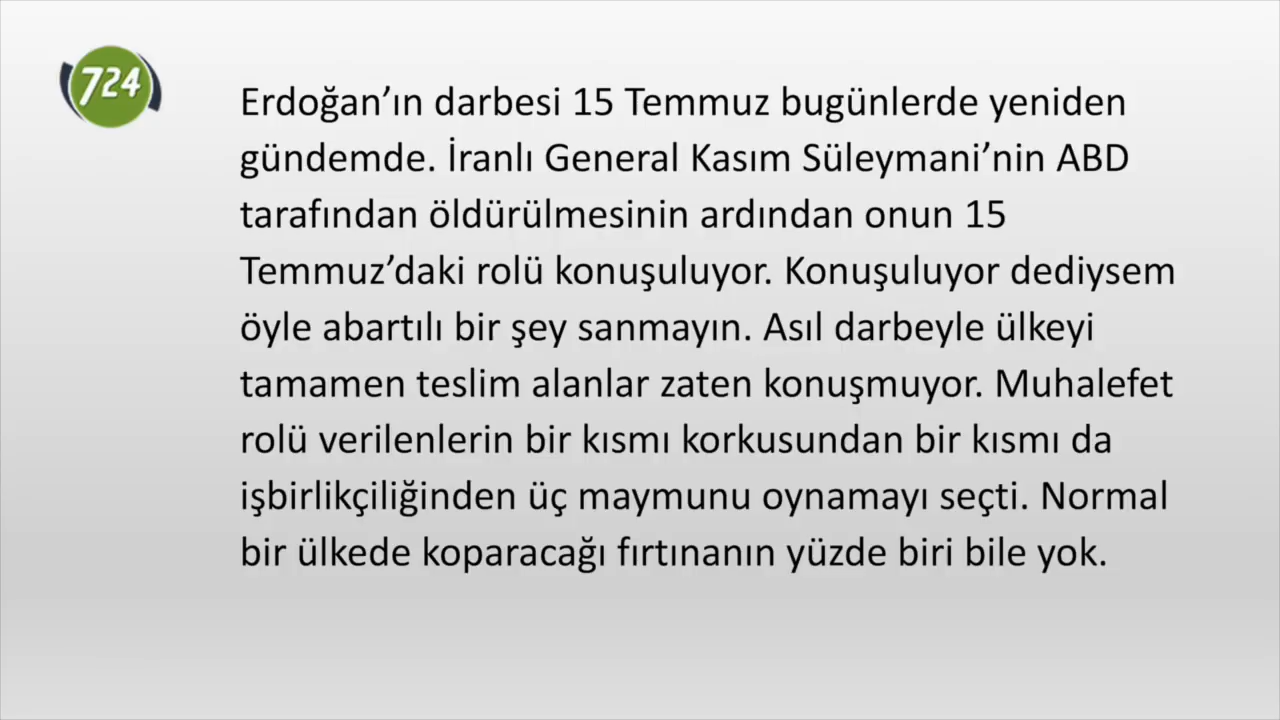 724
Erdoğan’ın darbesi 15 Temmuz bugünlerde yeniden
gündemde. İranlı General Kasım Süleymani’nin ABD
tarafından öldürülmesinin ardından onun 15
Temmuz’daki rolü konuşuluyor. Konuşuluyor dediysem
öyle abartılı bir şey sanmayın. Asıl darbeyle ülkeyi
tamamen teslim alanlar zaten konuşmuyor. Muhalefet
rolü verilenlerin bir kısmı korkusundan bir kısmı da
işbirlikçiliğinden üç maymunu oynamayı seçti. Normal
bir ülkede koparacağı fırtınanın yüzde biri bile yok.